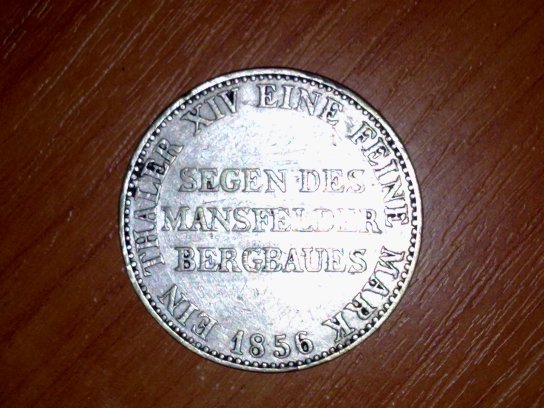 EIN THALER XIV EINE FEINE MARK
SEGEN DES
MANSFELDER
BERGBAUES
1856